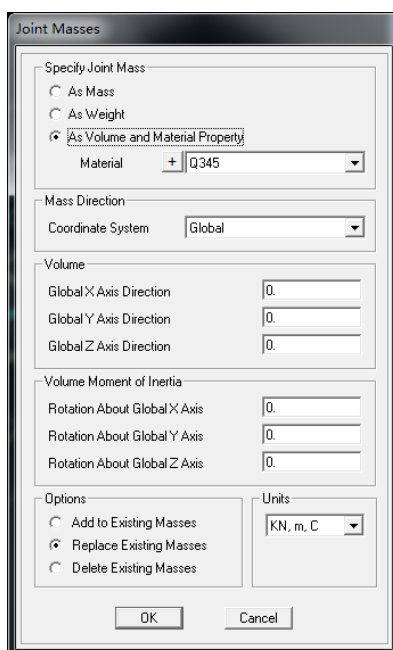 Joint Masses
Specify Joint Mass
As Mass
As Weight
As Volume and Material Property
Material + Q345
Mass Direction
Coordinate System Global
Volume
Global X Axis Direction 0.
Global Y Axis Direction 0.
Global Z Axis Direction 0.
Volume Moment of Inertia
Rotation About Global X Axis 0.
Rotation About Global Y Axis 0.
Rotation About Global Z Axis 0.
Options Units
Add to Existing Masses KN, m, C
Replace Existing Masses
Delete Existing Masses
OK Cancel